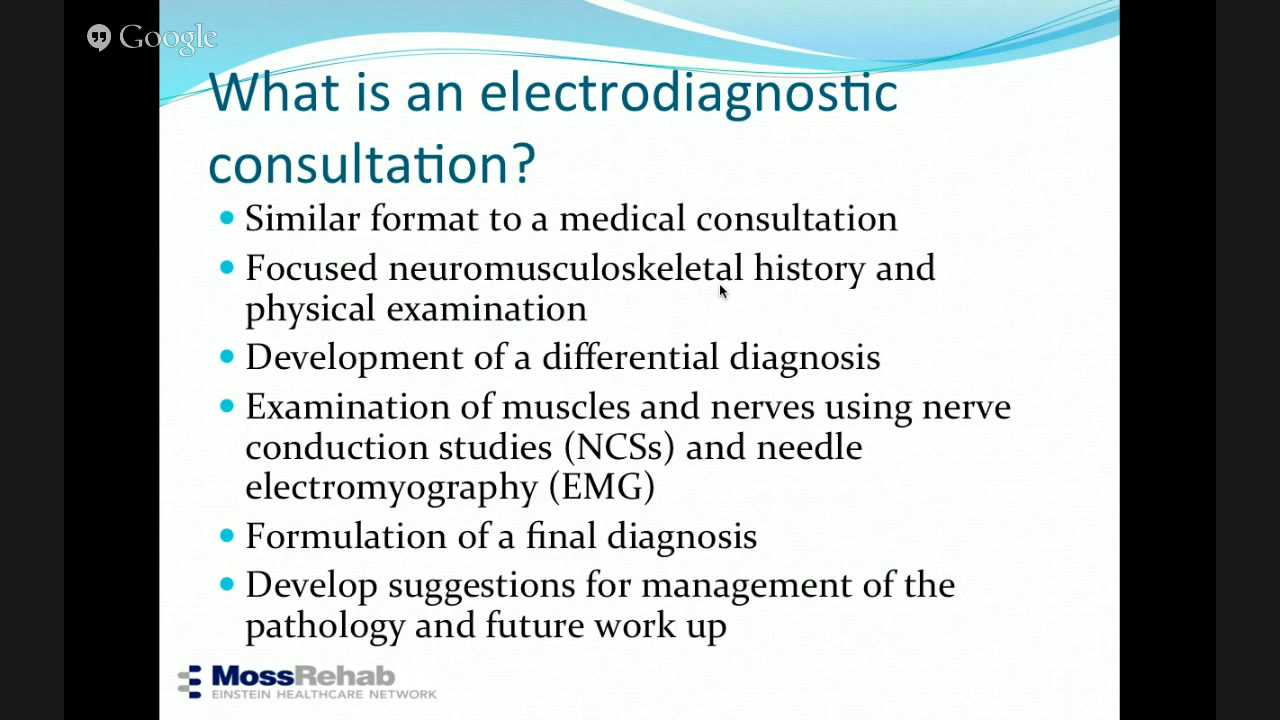 Google
What is an electrodiagnostic
consultation?
• Similar format to a medical consultation
• Focused neuromusculoskeletal history and
physical examination
• Development of a differential diagnosis
• Examination of muscles and nerves using nerve
conduction studies (NCSs) and needle
electromyography (EMG)
• Formulation of a final diagnosis
• Develop suggestions for management of the
pathology and future work up
MossRehab
EINSTEIN HEALTHCARE NETWORK